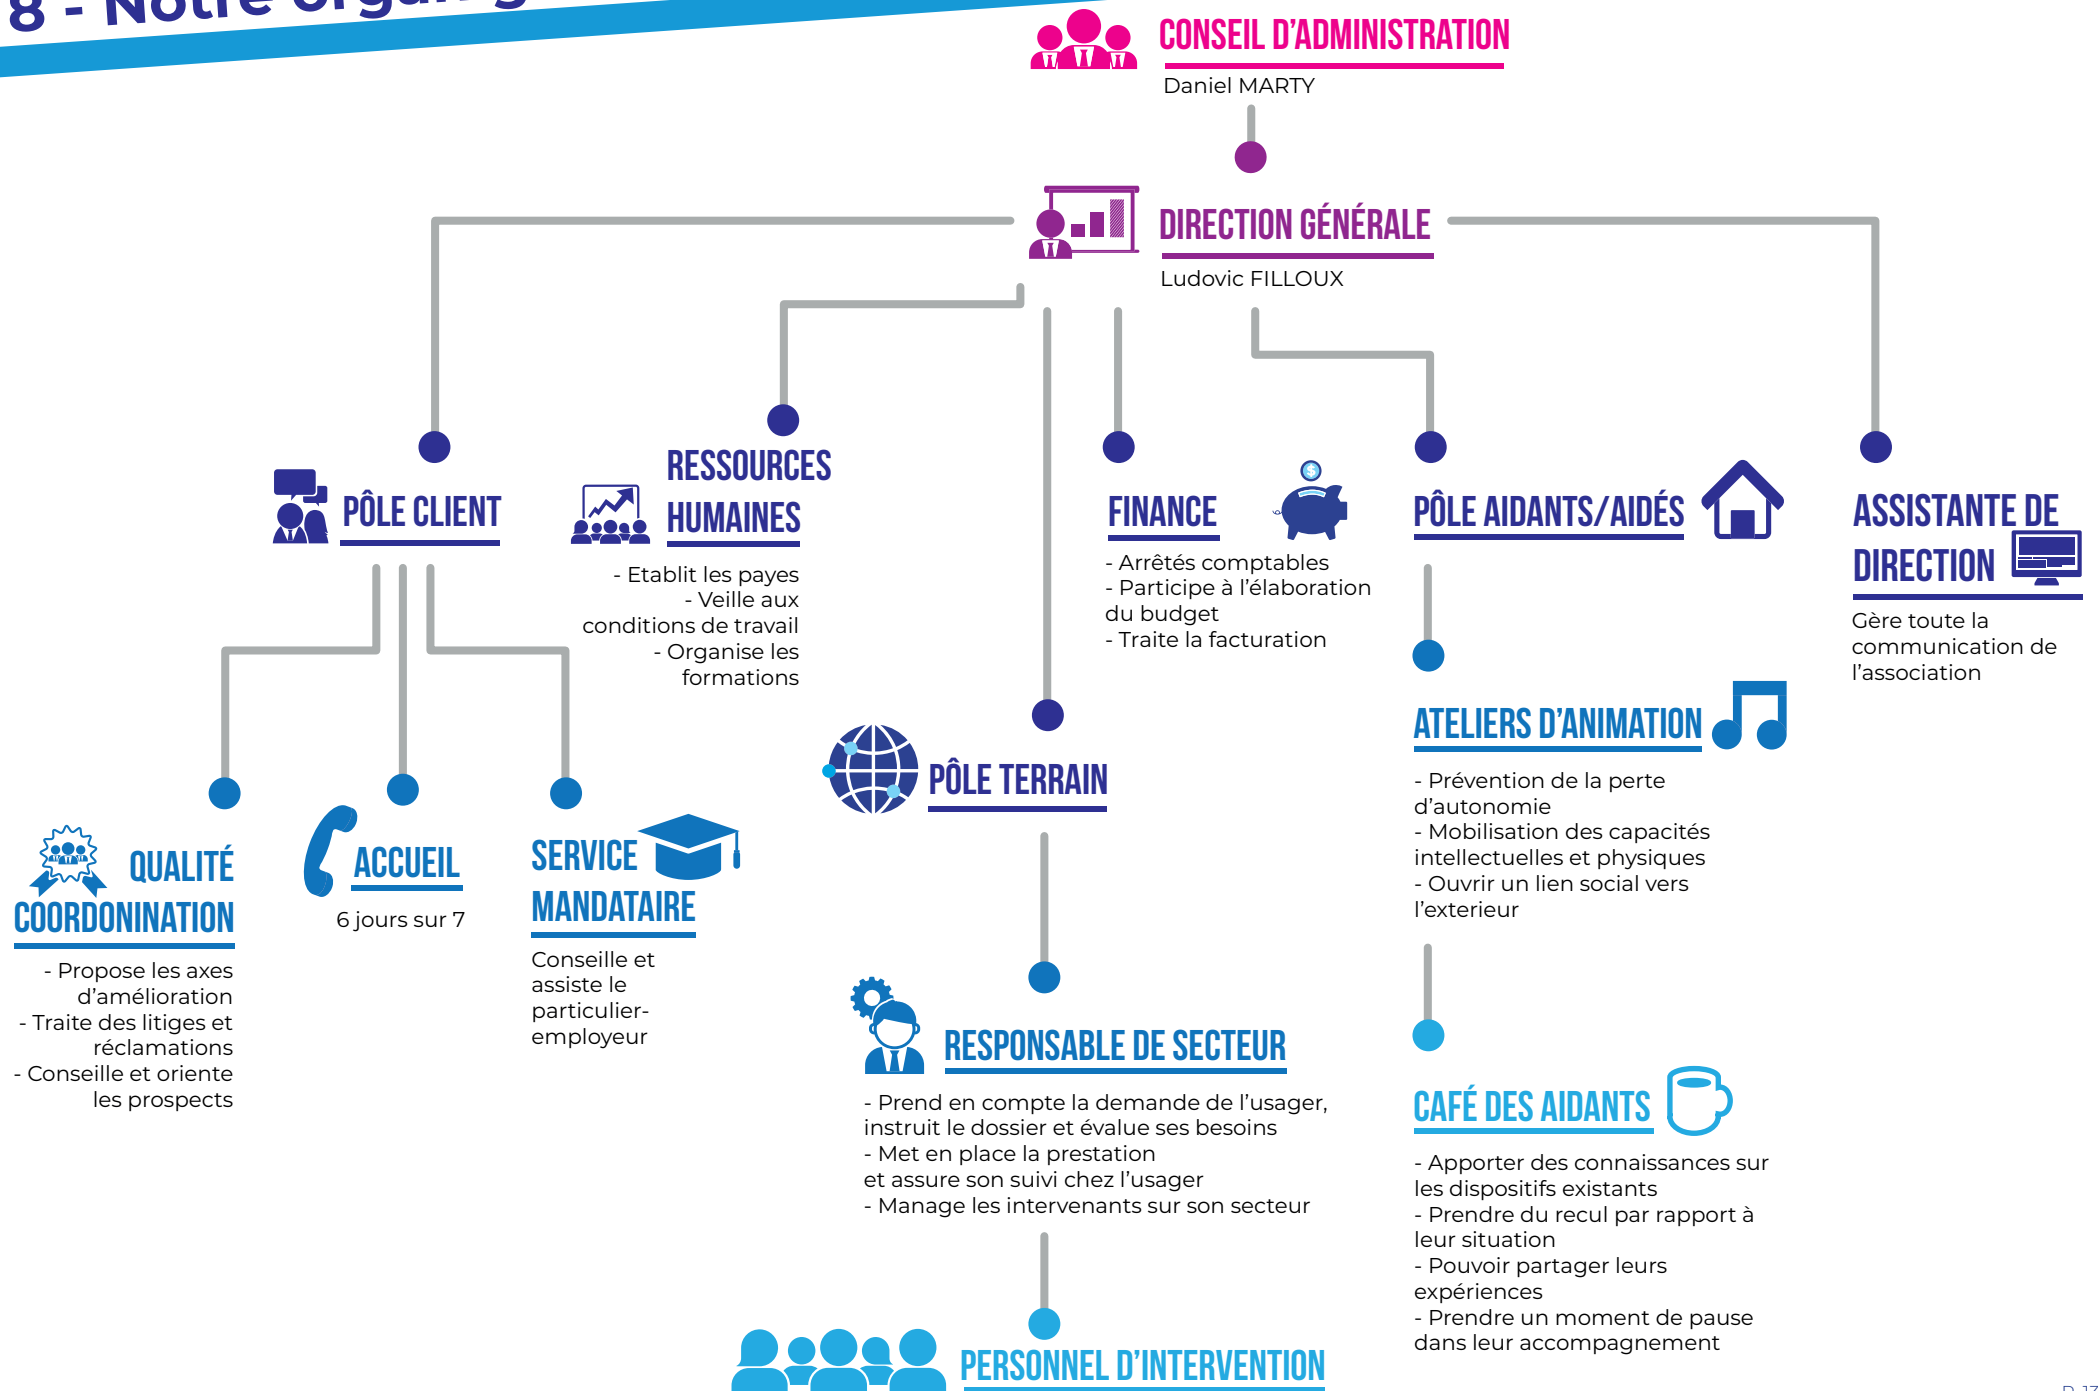 8 - Notre
CONSEIL D'ADMINISTRATION
Daniel MARTY
DIRECTION GÉNÉRALE
Ludovic FILLOUX
PÔLE CLIENT
RESSOURCES
HUMAINES
- Etablit les payes
- Veille aux
conditions de travail
- Organise les
formations
FINANCE
- Arrêtés comptables
- Participe à l'élaboration
du budget
- Traite la facturation
PÔLE AIDANTS/AIDÉS
ASSISTANTE DE
DIRECTION
Gère toute la
communication de
l'association
QUALITÉ
COORDONINATION
- Propose les axes
d'amélioration
- Traite des litiges et
réclamations
- Conseille et oriente
les prospects
ACCUEIL
6 jours sur 7
SERVICE
MANDATAIRE
Conseille et
assiste le
particulier-
employeur
PÔLE TERRAIN
RESPONSABLE DE SECTEUR
- Prend en compte la demande de l'usager,
instruit le dossier et évalue ses besoins
- Met en place la prestation
et assure son suivi chez l'usager
- Manage les intervenants sur son secteur
PERSONNEL D'INTERVENTION
ATELIERS D'ANIMATION
- Prévention de la perte
d'autonomie
- Mobilisation des capacités
intellectuelles et physiques
- Ouvrir un lien social vers
l'exterieur
CAFÉ DES AIDANTS
- Apporter des connaissances sur
les dispositifs existants
- Prendre du recul par rapport à
leur situation
- Pouvoir partager leurs
expériences
- Prendre un moment de pause
dans leur accompagnement